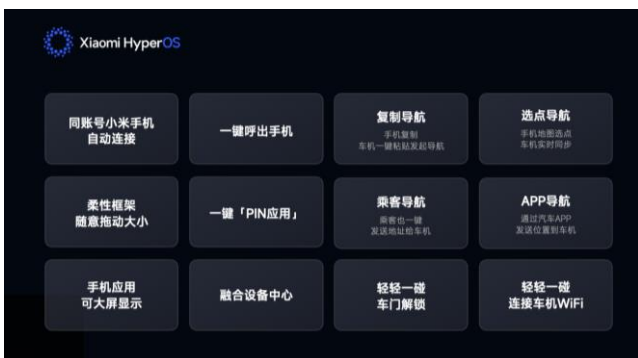 Xiaomi HyperOS
同账号小米手机
自动连接
一键呼出手机
复制导航
手机复制
车机一键粘贴发起导航
选点导航
手机地图选点
车机实时同步
柔性框架
随意拖动大小
一键「PIN应用」
乘客导航
乘客也一键
发送地址给车机
APP导航
通过汽车APP
发送位置到车机
手机应用
可大屏显示
融合设备中心
轻轻一碰
车门解锁
轻轻一碰
连接车机WiFi